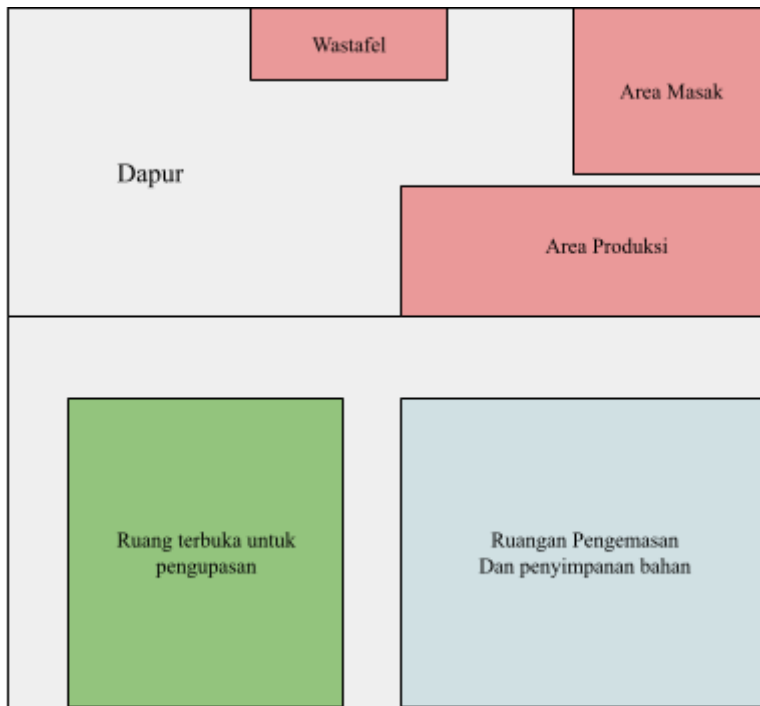 Wastafel
Area Masak
Dapur
Area Produksi
Ruang terbuka untuk
pengupasan
Ruangan Pengemasan
Dan penyimpanan bahan